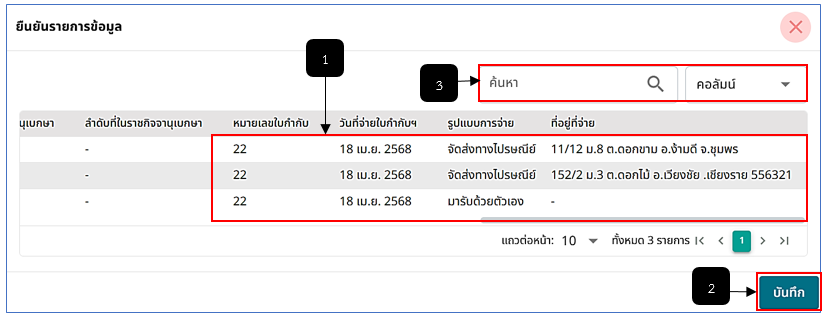 ยืนยันรายการข้อมูล
1
3
ค้นหา
คอลัมน์
นุเบกษา ลำดับที่ในราชกิจจานุเบกษา หมายเลขใบกำกับ วันที่จ่ายใบกำกับฯ รูปแบบการจ่าย ที่อยู่ที่จ่าย
- 22 18 เม.ย. 2568 จัดส่งทางไปรษณีย์ 11/12 ม.8 ต.ดอกขาม อ.ง้ามดี จ.ชุมพร
- 22 18 เม.ย. 2568 จัดส่งทางไปรษณีย์ 152/2 ม.3 ต.ดอกไม้ อ.เวียงชัย .เชียงราย 556321
- 22 18 เม.ย. 2568 มารับด้วยตัวเอง -
แถวต่อหน้า: 10 ทั้งหมด 3 รายการ 1
2
บันทึก